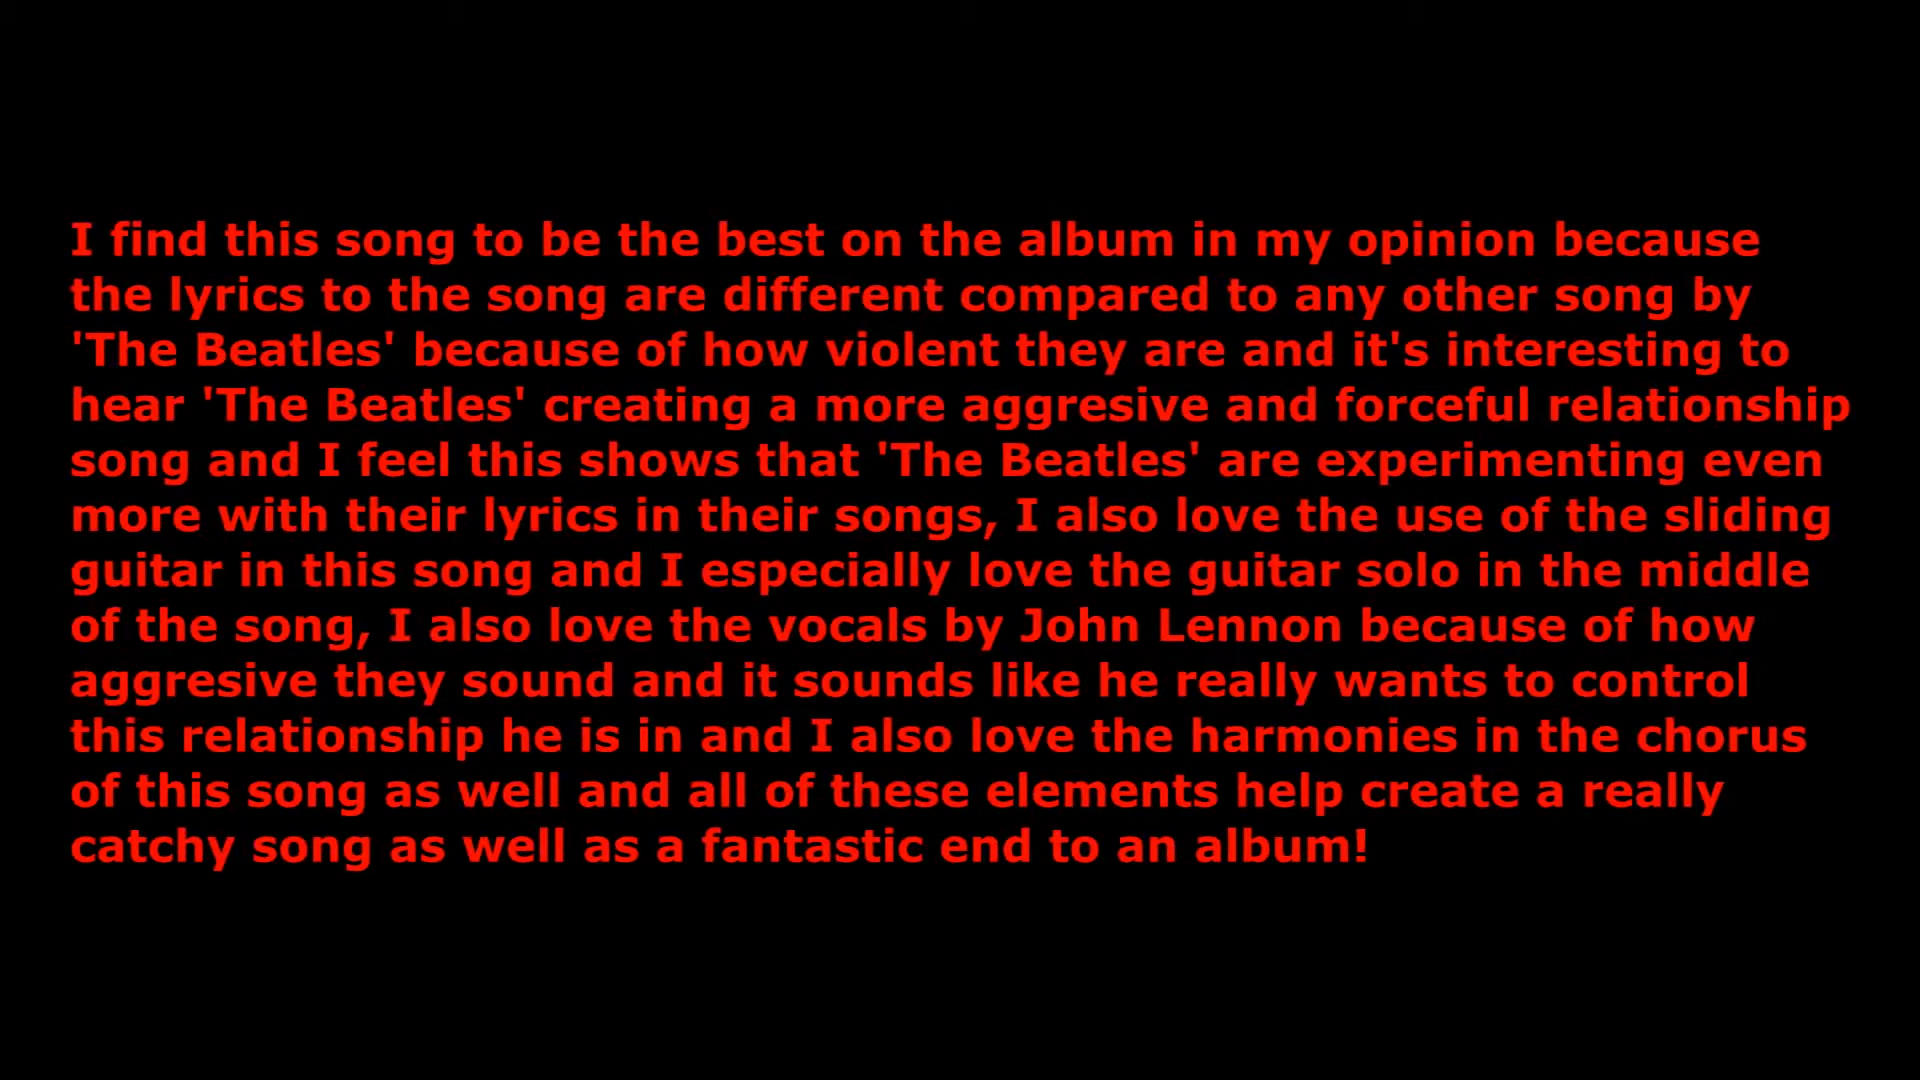 I find this song to be the best on the album in my opinion because
the lyrics to the song are different compared to any other song by
'The Beatles' because of how violent they are and it's interesting to
hear 'The Beatles' creating a more aggresive and forceful relationship
song and I feel this shows that 'The Beatles' are experimenting even
more with their lyrics in their songs, I also love the use of the sliding
guitar in this song and I especially love the guitar solo in the middle
of the song, I also love the vocals by John Lennon because of how
aggresive they sound and it sounds like he really wants to control
this relationship he is in and I also love the harmonies in the chorus
of this song as well and all of these elements help create a really
catchy song as well as a fantastic end to an album!